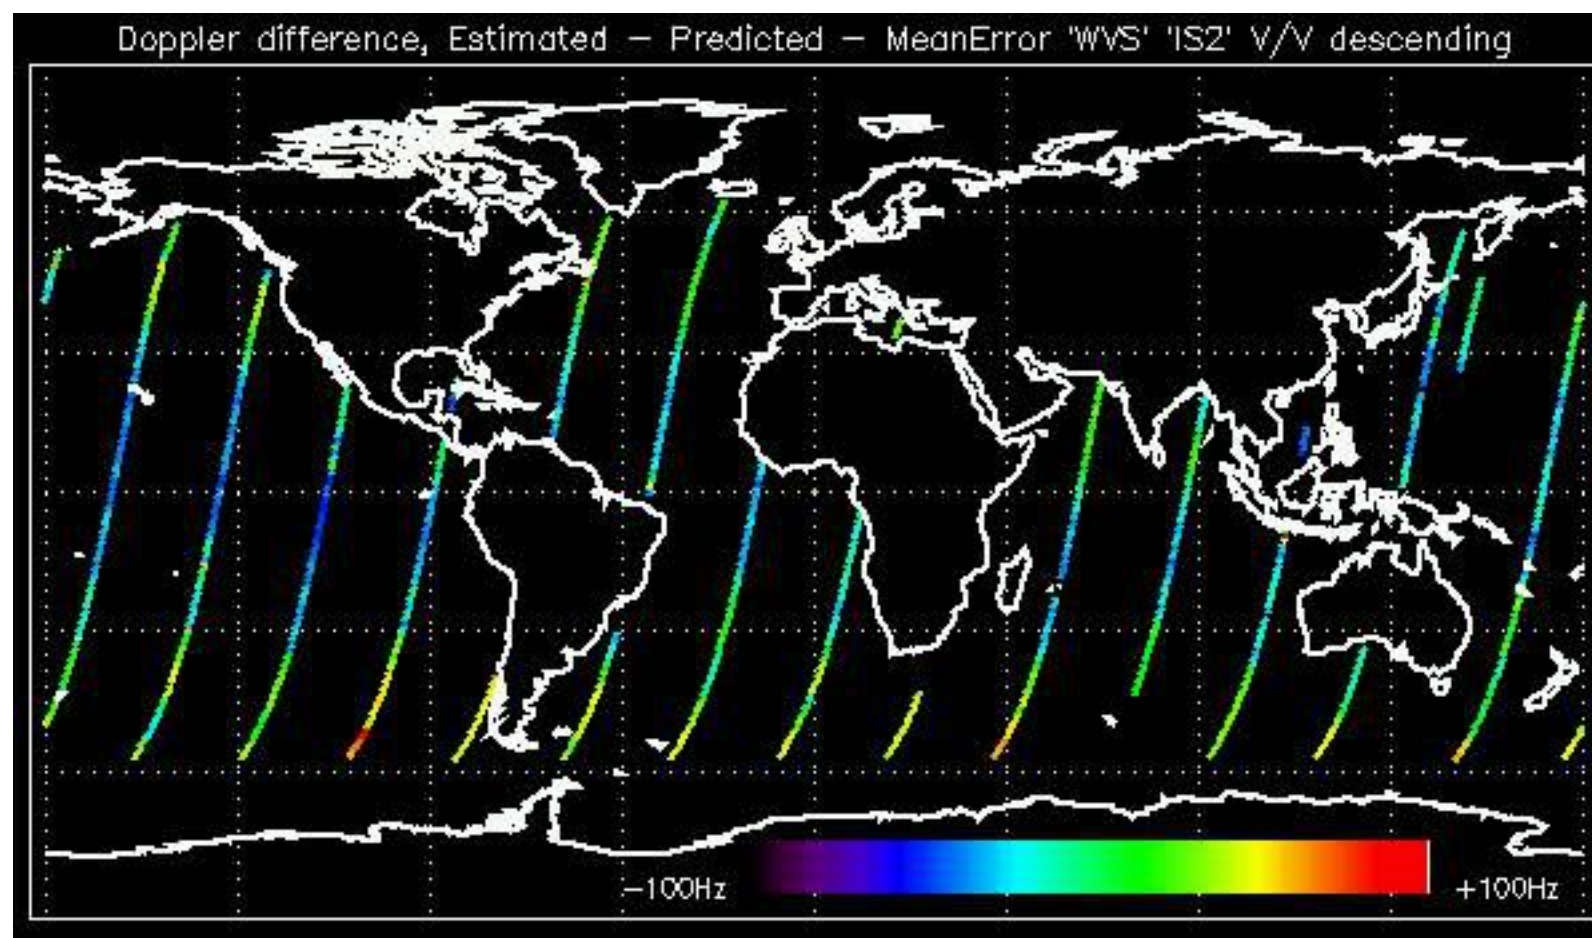 Doppler difference, Estimated – Predicted – MeanError 'WVS' 'IS2' V/V descending
–100Hz +100Hz